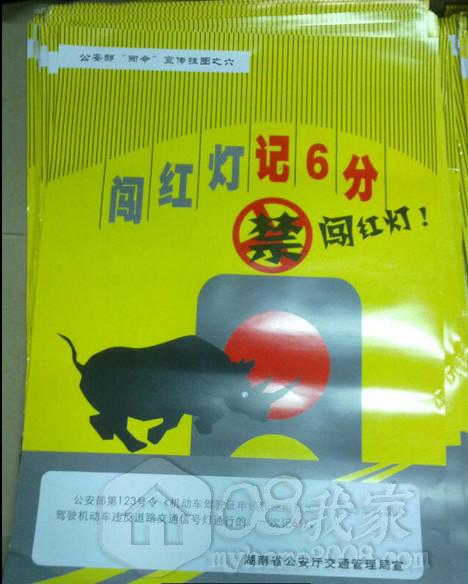 公安部“两令”宣传挂图之六
闯红灯记6分
禁闯红灯！
公安部第123号令《机动车驾驶证申
驾驶机动车违反道路交通信号灯通行的 次记6分
湖南省公安厅交通管理局宣
08我家